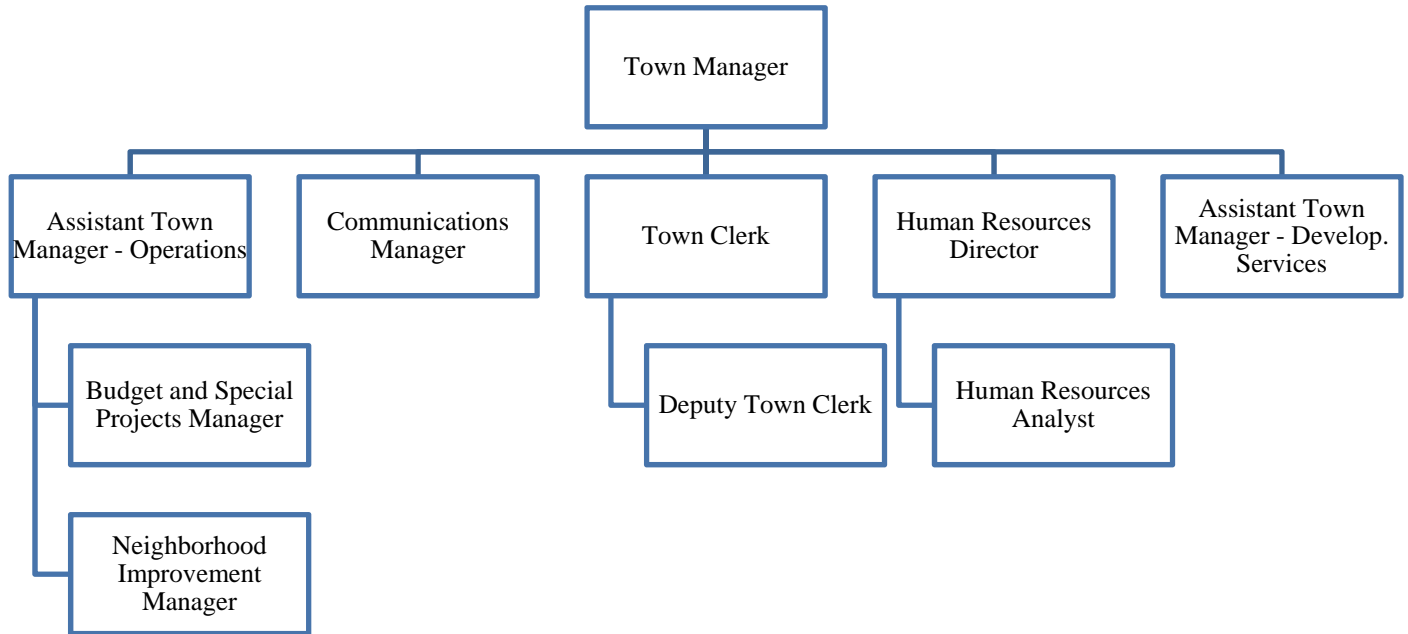 Town Manager
Assistant Town
Manager - Operations
Communications
Manager
Town Clerk
Human Resources
Director
Assistant Town
Manager - Develop.
Services
Budget and Special
Projects Manager
Deputy Town Clerk
Human Resources
Analyst
Neighborhood
Improvement
Manager